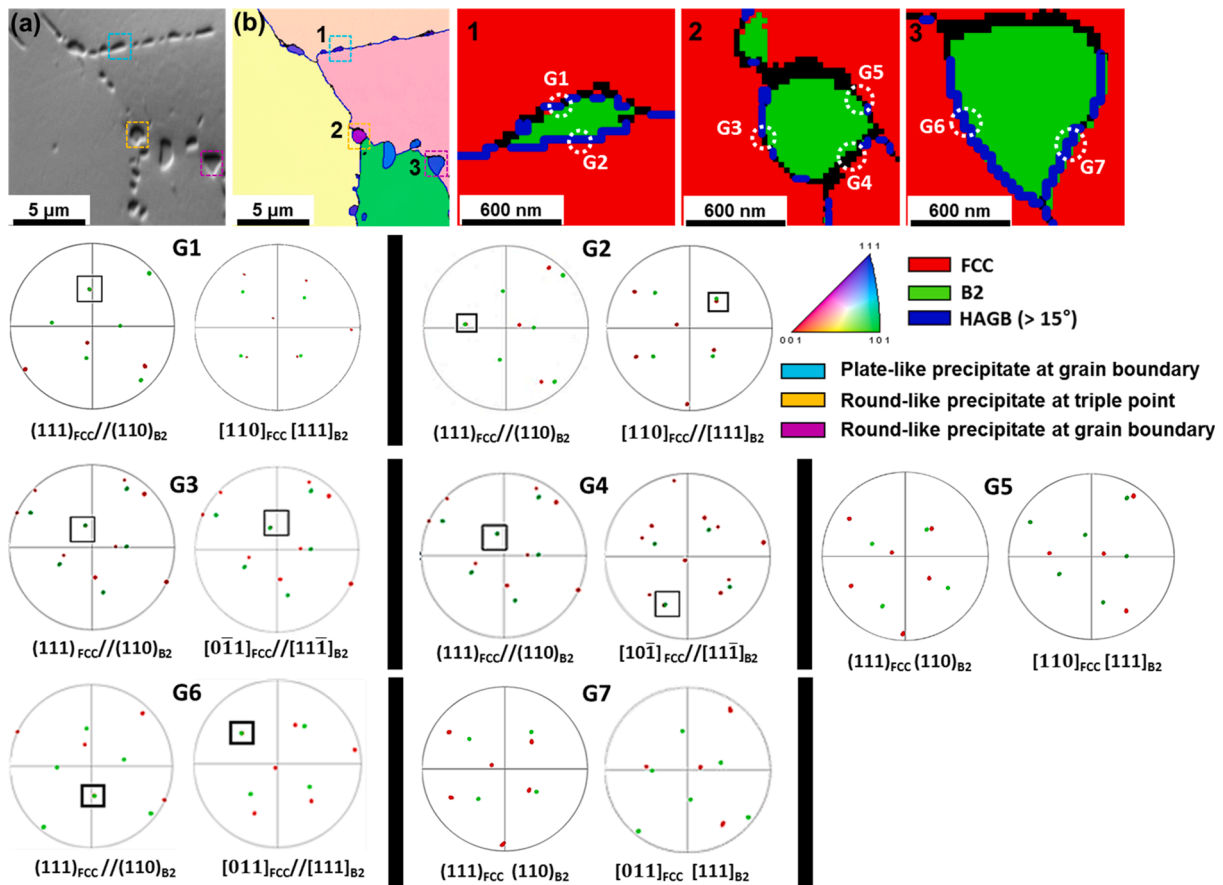 (a)
5 μm
(b)
1
2
3
5 μm
1
G1
G2
600 nm
2
G5
G3
G4
600 nm
3
G6
G7
600 nm
G1
(111)FCC//(110)B2
[110]FCC [111]B2
G2
(111)FCC//(110)B2
[110]FCC//[111]B2
111
001
101
FCC
B2
HAGB (> 15°)
Plate-like precipitate at grain boundary
Round-like precipitate at triple point
Round-like precipitate at grain boundary
G3
(111)FCC//(110)B2
[01̅1]FCC//[111̅]B2
G4
(111)FCC//(110)B2
[101̅]FCC//[111̅]B2
G5
(111)FCC (110)B2
[110]FCC [111]B2
G6
(111)FCC//(110)B2
[011]FCC//[111]B2
G7
(111)FCC (110)B2
[011]FCC [111]B2